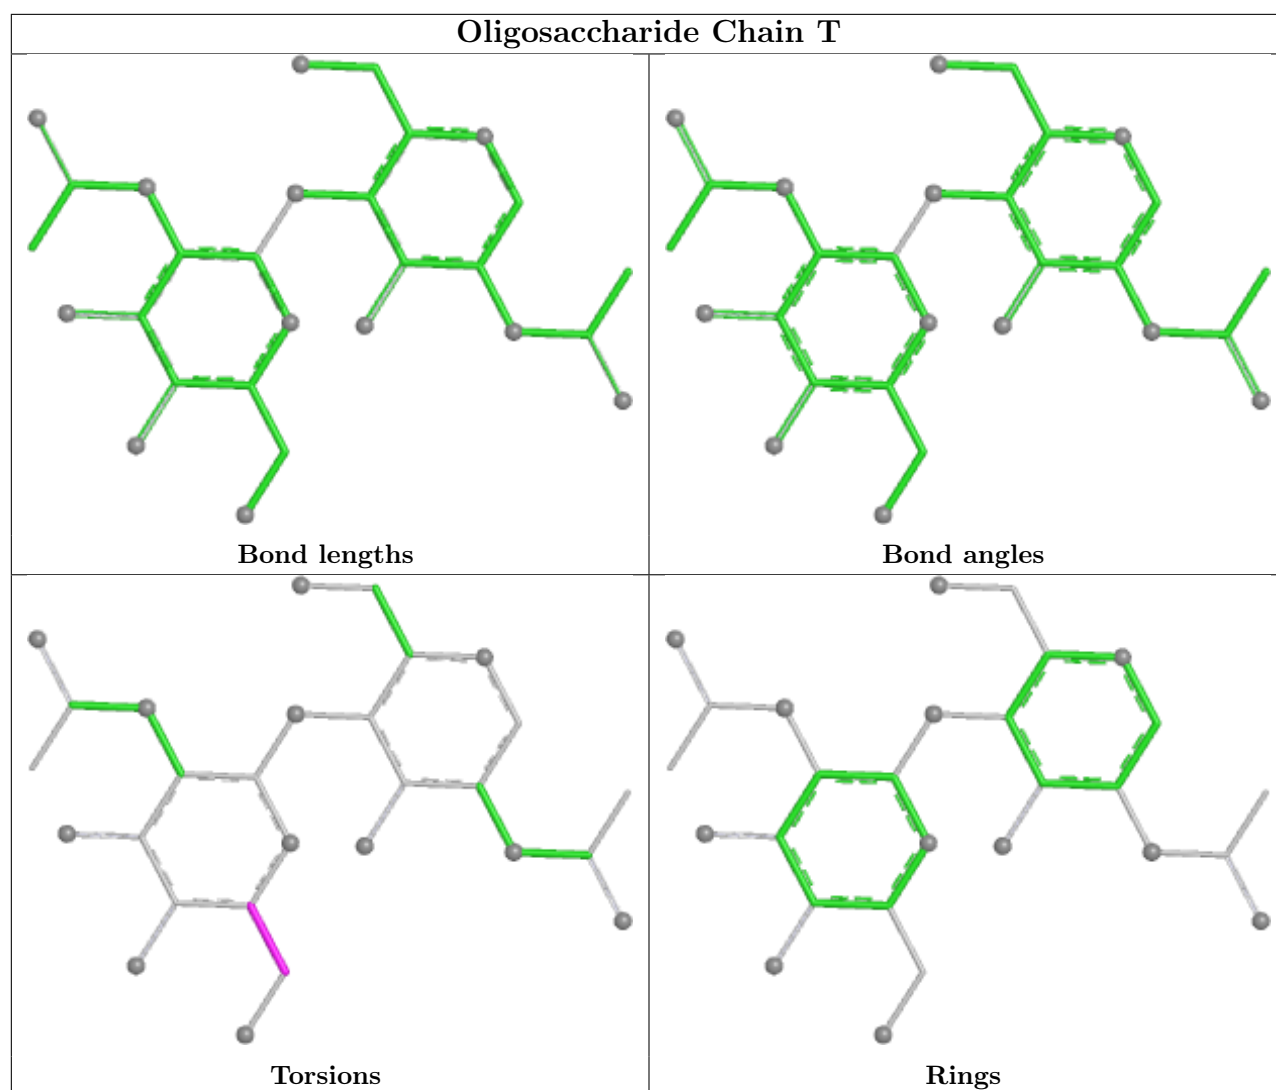 Oligosaccharide Chain T
Bond lengths
Bond angles
Torsions
Rings